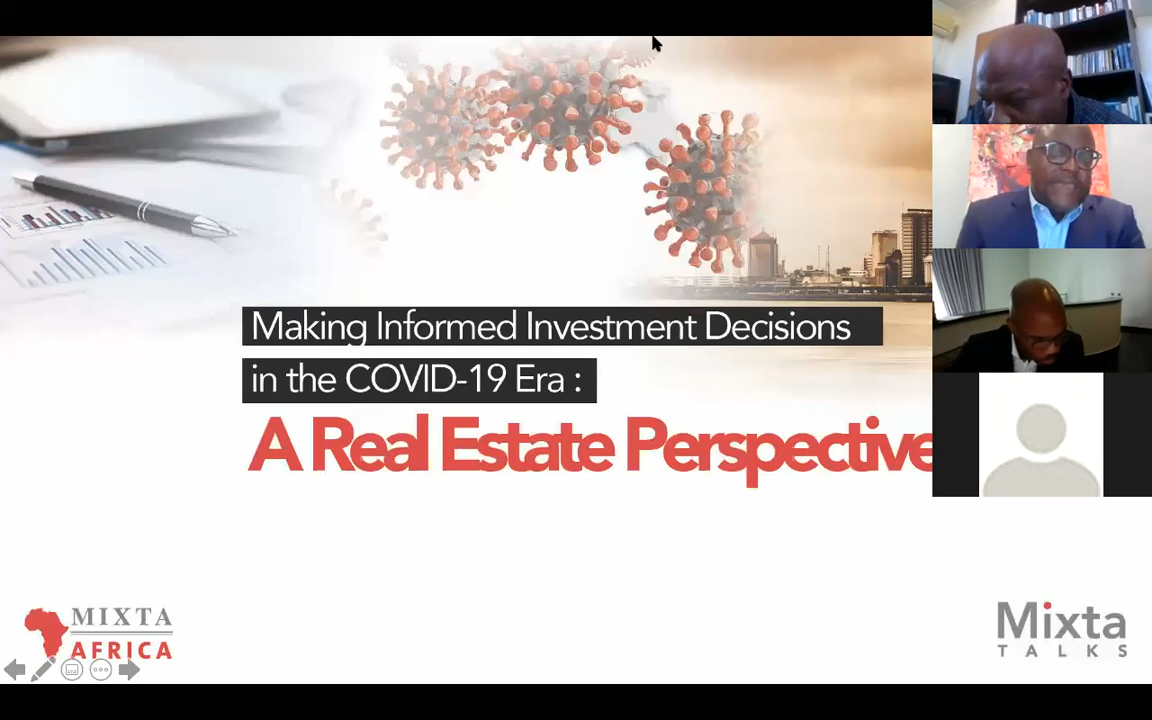 Making Informed Investment Decisions
in the COVID-19 Era :
A Real Estate Perspective
MIXTA
AFRICA
Mixta
TALKS